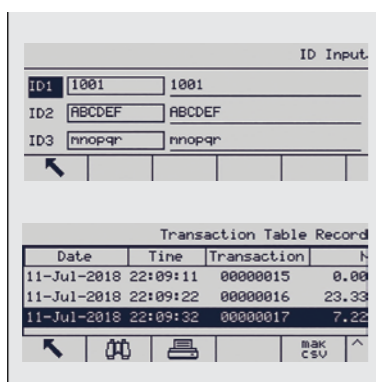 ID Input
ID1 1001 1001
ID2 ABCDEF ABCDEF
ID3 mnopqr mnopqr
Transaction Table Record
Date Time Transaction N
11-Jul-2018 22:09:11 00000015 0.00
11-Jul-2018 22:09:22 00000016 23.33
11-Jul-2018 22:09:32 00000017 7.22
mak
csv